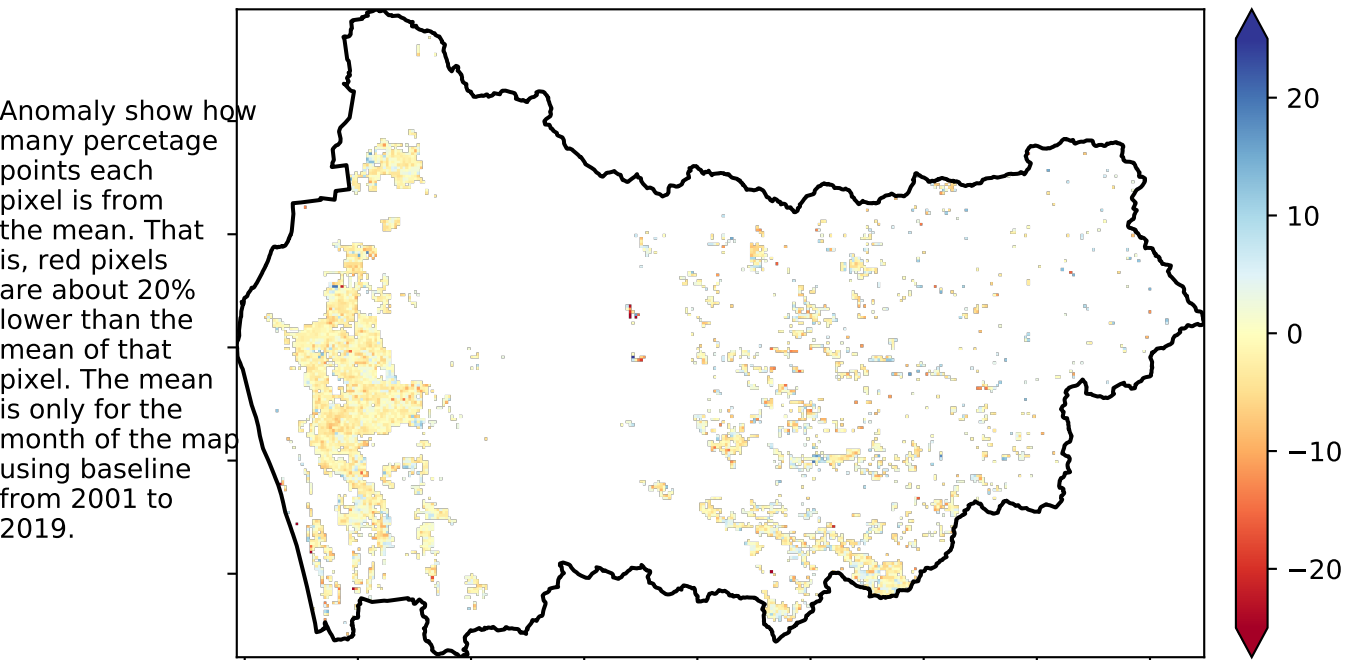 Anomaly show how
many percetage
points each
pixel is from
the mean. That
is, red pixels
are about 20%
lower than the
mean of that
pixel. The mean
is only for the
month of the map
using baseline
from 2001 to
2019.
20
10
0
−10
−20